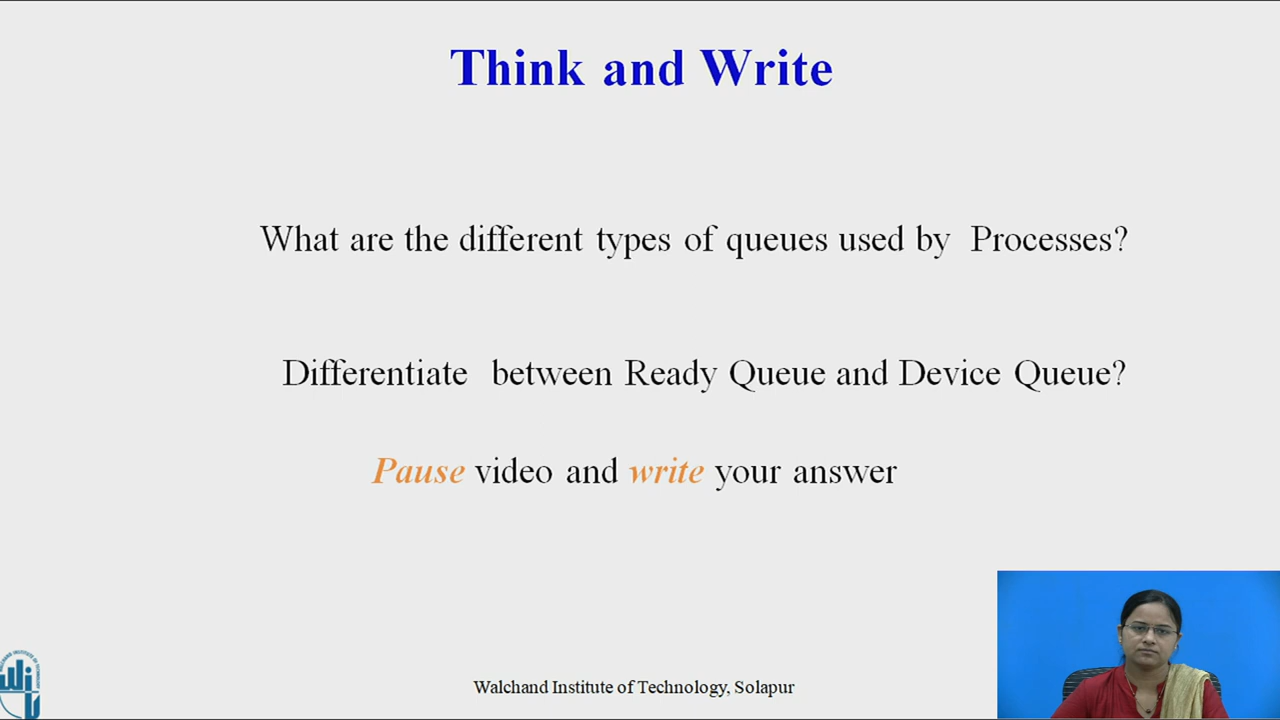 Think and Write
What are the different types of queues used by Processes?
Differentiate between Ready Queue and Device Queue?
Pause video and write your answer
Walchand Institute of Technology, Solapur